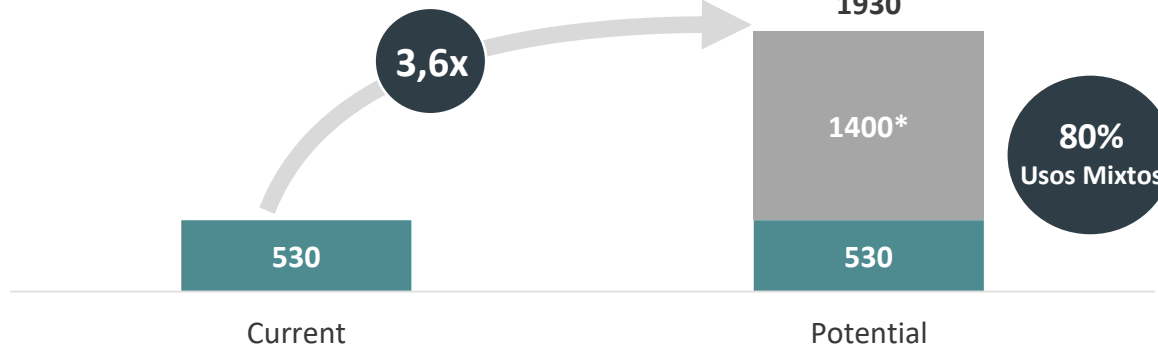 1930
3,6x
1400*
80%
Usos Mixtos
530
530
Current
Potential